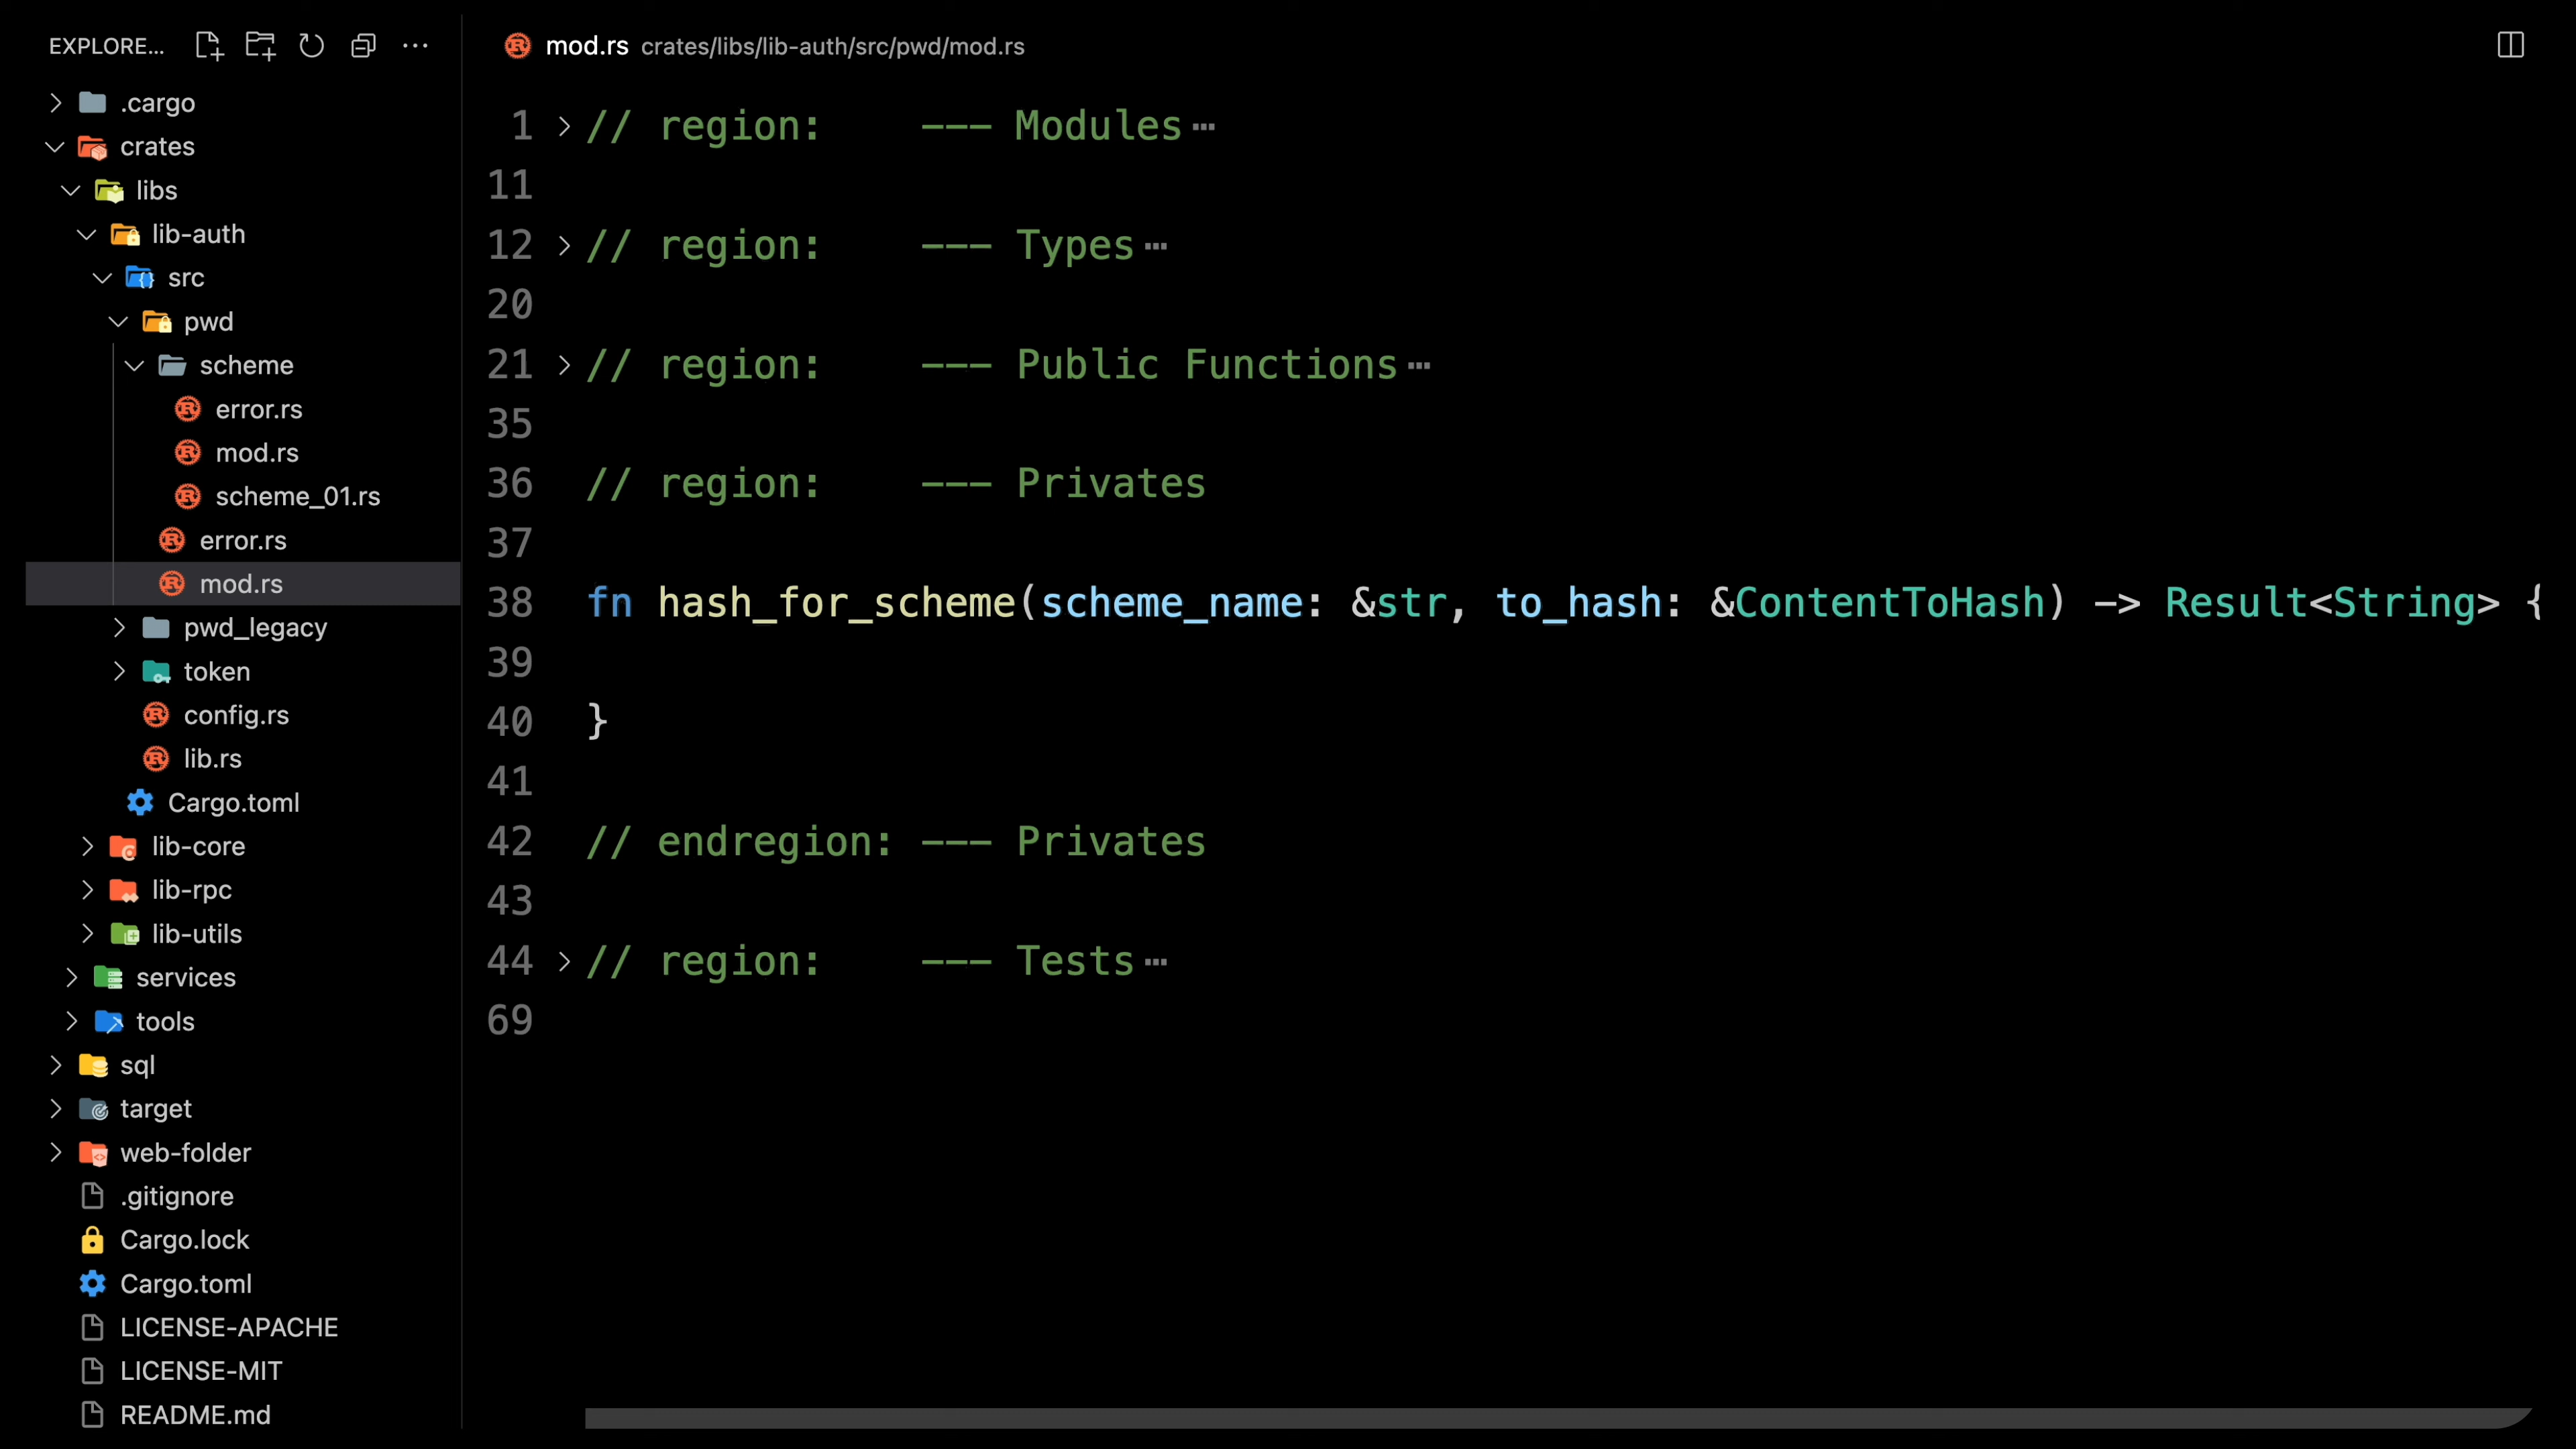 EXPLORE...
.cargo
crates
libs
lib-auth
src
pwd
scheme
error.rs
mod.rs
scheme_01.rs
error.rs
mod.rs
pwd_legacy
token
config.rs
lib.rs
Cargo.toml
lib-core
lib-rpc
lib-utils
services
tools
sql
target
web-folder
.gitignore
Cargo.lock
Cargo.toml
LICENSE-APACHE
LICENSE-MIT
README.md
mod.rs crates/libs/lib-auth/src/pwd/mod.rs
1 // region:    --- Modules…
11
12 // region:    --- Types…
20
21 // region:    --- Public Functions…
35
36 // region:    --- Privates
37
38 fn hash_for_scheme(scheme_name: &str, to_hash: &ContentToHash) -> Result<String> {
39
40 }
41
42 // endregion: --- Privates
43
44 // region:    --- Tests…
69